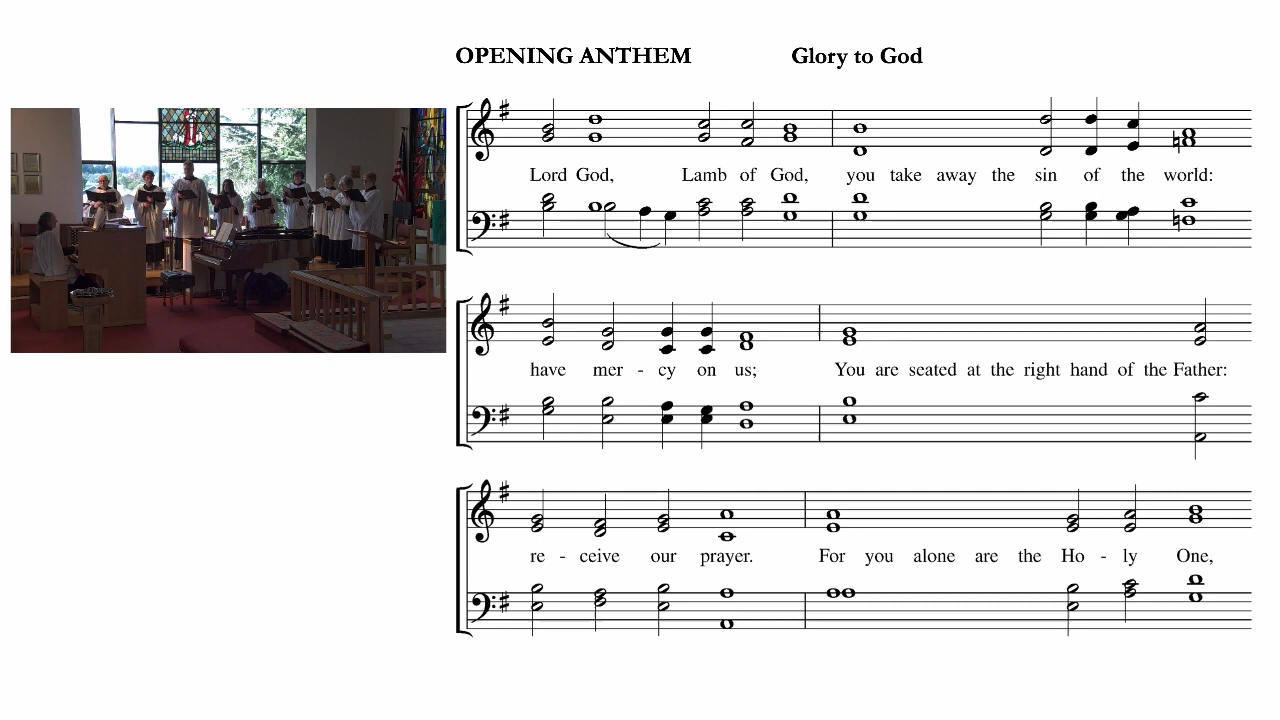 OPENING ANTHEM Glory to God
Lord God, Lamb of God, you take away the sin of the world:
have mer - cy on us; You are seated at the right hand of the Father:
re - ceive our prayer. For you alone are the Ho - ly One,